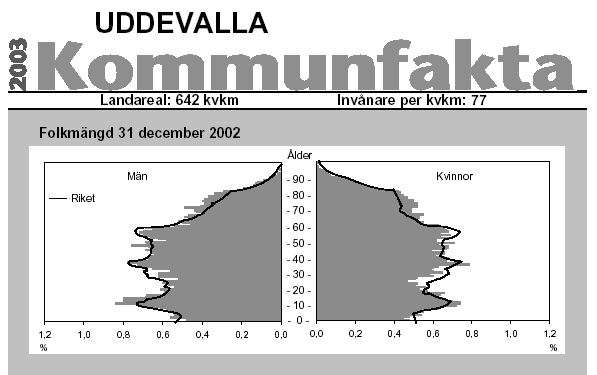 UDDEVALLA
2003
Kommunfakta
Landareal: 642 kvkm Invånare per kvkm: 77
Folkmängd 31 december 2002
Ålder
Män Kvinnor
Riket
- 90 -
- 80 -
- 70 -
- 60 -
- 50 -
- 40 -
- 30 -
- 20 -
- 10 -
- 0 -
1,2 1,0 0,8 0,6 0,4 0,2 0,0 0,0 0,2 0,4 0,6 0,8 1,0 1,2
% %